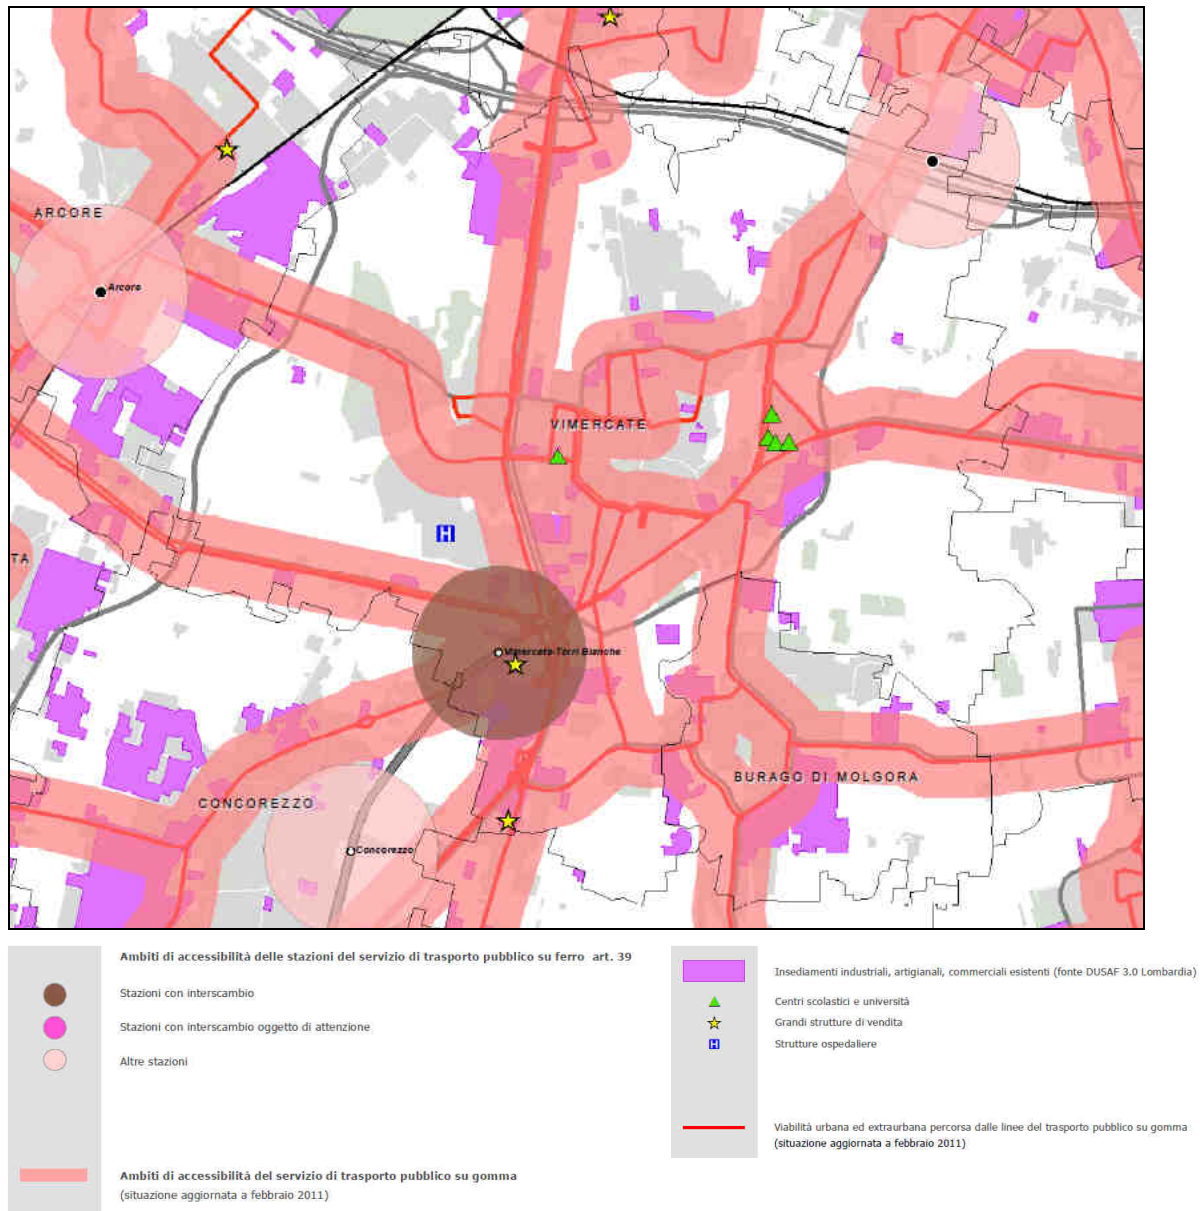 ARCORE
Arcore
VIMERCATE
H
TA
Vimercate-Torri Bianche
BURAGO DI MOLGORA
CONCOREZZO
Concorezzo
Ambiti di accessibilità delle stazioni del servizio di trasporto pubblico su ferro art. 39
Stazioni con interscambio
Stazioni con interscambio oggetto di attenzione
Altre stazioni
Ambiti di accessibilità del servizio di trasporto pubblico su gomma
(situazione aggiornata a febbraio 2011)
Insediamenti industriali, artigianali, commerciali esistenti (fonte DUSAF 3.0 Lombardia)
Centri scolastici e università
Grandi strutture di vendita
H Strutture ospedaliere
Viabilità urbana ed extraurbana percorsa dalle linee del trasporto pubblico su gomma
(situazione aggiornata a febbraio 2011)